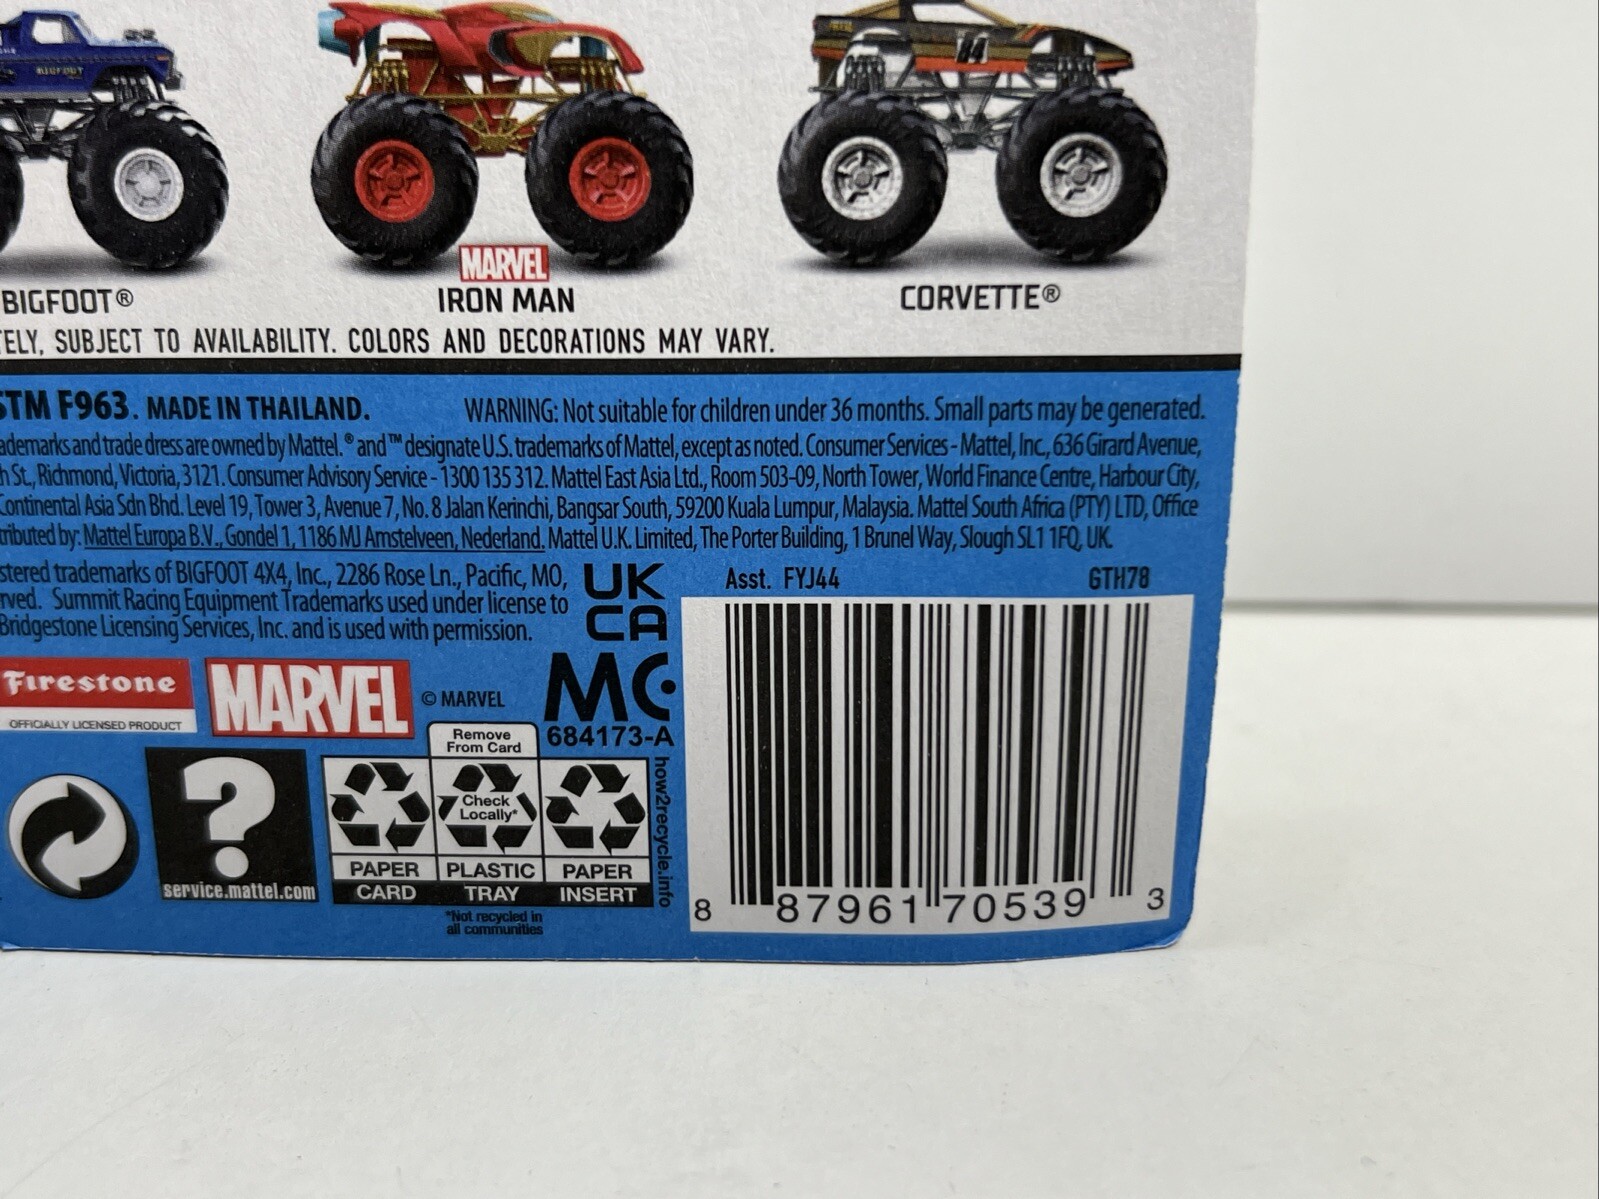 BIGFOOT
44
BIGFOOT®
MARVEL
IRON MAN
CORVETTE®
TELY, SUBJECT TO AVAILABILITY. COLORS AND DECORATIONS MAY VARY.
STM F963. MADE IN THAILAND.
WARNING: Not suitable for children under 36 months. Small parts may be generated.
ademarks and trade dress are owned by Mattel. ® and ™ designate U.S. trademarks of Mattel, except as noted. Consumer Services - Mattel, Inc., 636 Girard Avenue,
h St., Richmond, Victoria, 3121. Consumer Advisory Service - 1300 135 312. Mattel East Asia Ltd., Room 503-09, North Tower, World Finance Centre, Harbour City,
Continental Asia Sdn Bhd. Level 19, Tower 3, Avenue 7, No. 8 Jalan Kerinchi, Bangsar South, 59200 Kuala Lumpur, Malaysia. Mattel South Africa (PTY) LTD, Office
tributed by: Mattel Europa B.V., Gondel 1, 1186 MJ Amstelveen, Nederland. Mattel U.K. Limited, The Porter Building, 1 Brunel Way, Slough SL1 1FQ, UK.
stered trademarks of BIGFOOT 4X4, Inc., 2286 Rose Ln., Pacific, MO,
rved. Summit Racing Equipment Trademarks used under license to
Bridgestone Licensing Services, Inc. and is used with permission.
UK
CA
Asst. FYJ44
GTH78
Firestone
OFFICIALLY LICENSED PRODUCT
MARVEL
© MARVEL
MC
684173-A
?
service.mattel.com
Remove
From Card
Check
Locally*
PAPER
PLASTIC
PAPER
CARD
TRAY
INSERT
*Not recycled in
all communities
how2recycle.info
8 87961 70539 3